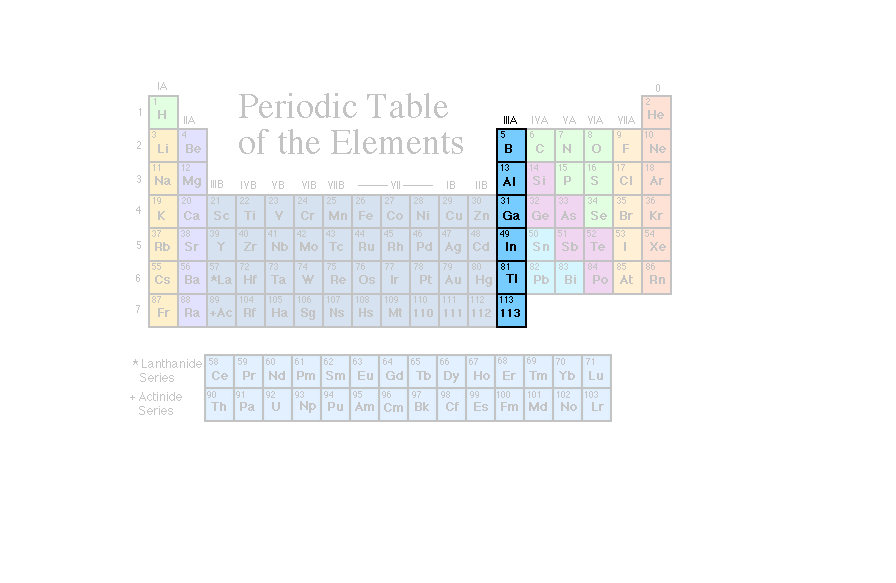 IA
0
1
2
1
H
Periodic Table
He
IIA
IIIA
IVA
VA
VIA
VIIA
2
3
4
5
6
7
8
9
10
Li
Be
of the Elements
B
C
N
O
F
Ne
3
11
12
13
14
15
16
17
18
Na
Mg
IIIB
IVB
VB
VIB
VIIB
VII
IB
IIB
Al
Si
P
S
Cl
Ar
4
19
20
21
22
23
24
25
26
27
28
29
30
31
32
33
34
35
36
K
Ca
Sc
Ti
V
Cr
Mn
Fe
Co
Ni
Cu
Zn
Ga
Ge
As
Se
Br
Kr
5
37
38
39
40
41
42
43
44
45
46
47
48
49
50
51
52
53
54
Rb
Sr
Y
Zr
Nb
Mo
Tc
Ru
Rh
Pd
Ag
Cd
In
Sn
Sb
Te
I
Xe
6
55
56
57
72
73
74
75
76
77
78
79
80
81
82
83
84
85
86
Cs
Ba
*La
Hf
Ta
W
Re
Os
Ir
Pt
Au
Hg
Tl
Pb
Bi
Po
At
Rn
7
87
88
89
104
105
106
107
108
109
110
111
112
113
Fr
Ra
+Ac
Rf
Ha
Sg
Ns
Hs
Mt
110
111
112
113
* Lanthanide
Series
58
59
60
61
62
63
64
65
66
67
68
69
70
71
Ce
Pr
Nd
Pm
Sm
Eu
Gd
Tb
Dy
Ho
Er
Tm
Yb
Lu
+ Actinide
Series
90
91
92
93
94
95
96
97
98
99
100
101
102
103
Th
Pa
U
Np
Pu
Am
Cm
Bk
Cf
Es
Fm
Md
No
Lr